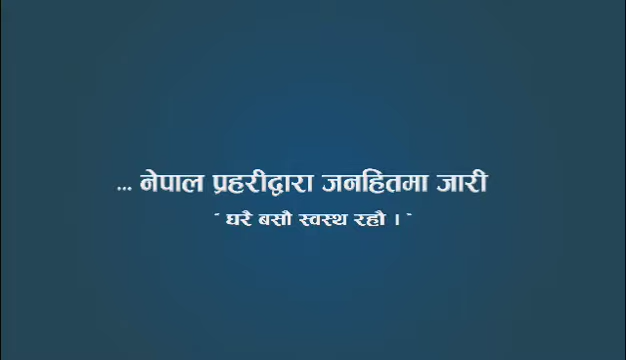 ... नेपाल प्रहरीद्वारा जनहितमा जारी
" घरै बसौ स्वस्थ रहौ । "